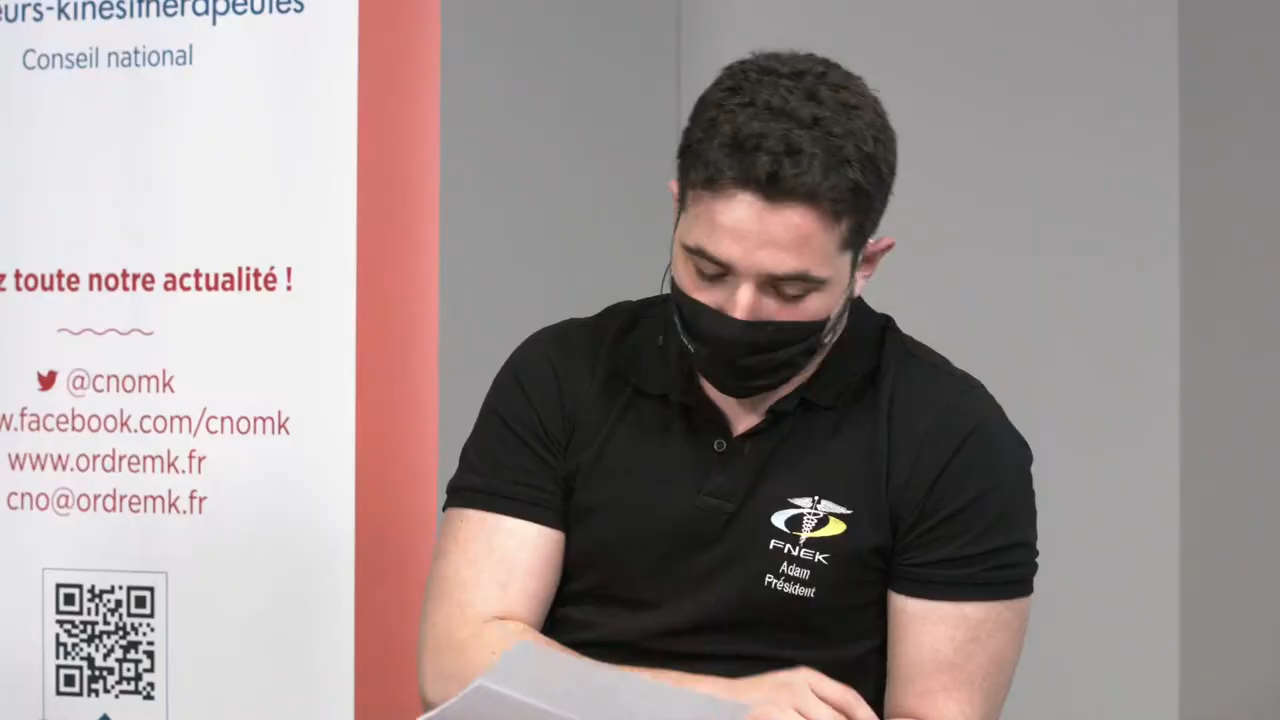 eurs-kinésithérapeutes
Conseil national
z toute notre actualité !
@cnomk
w.facebook.com/cnomk
www.ordremk.fr
cno@ordremk.fr
FNEK
Adam
Président